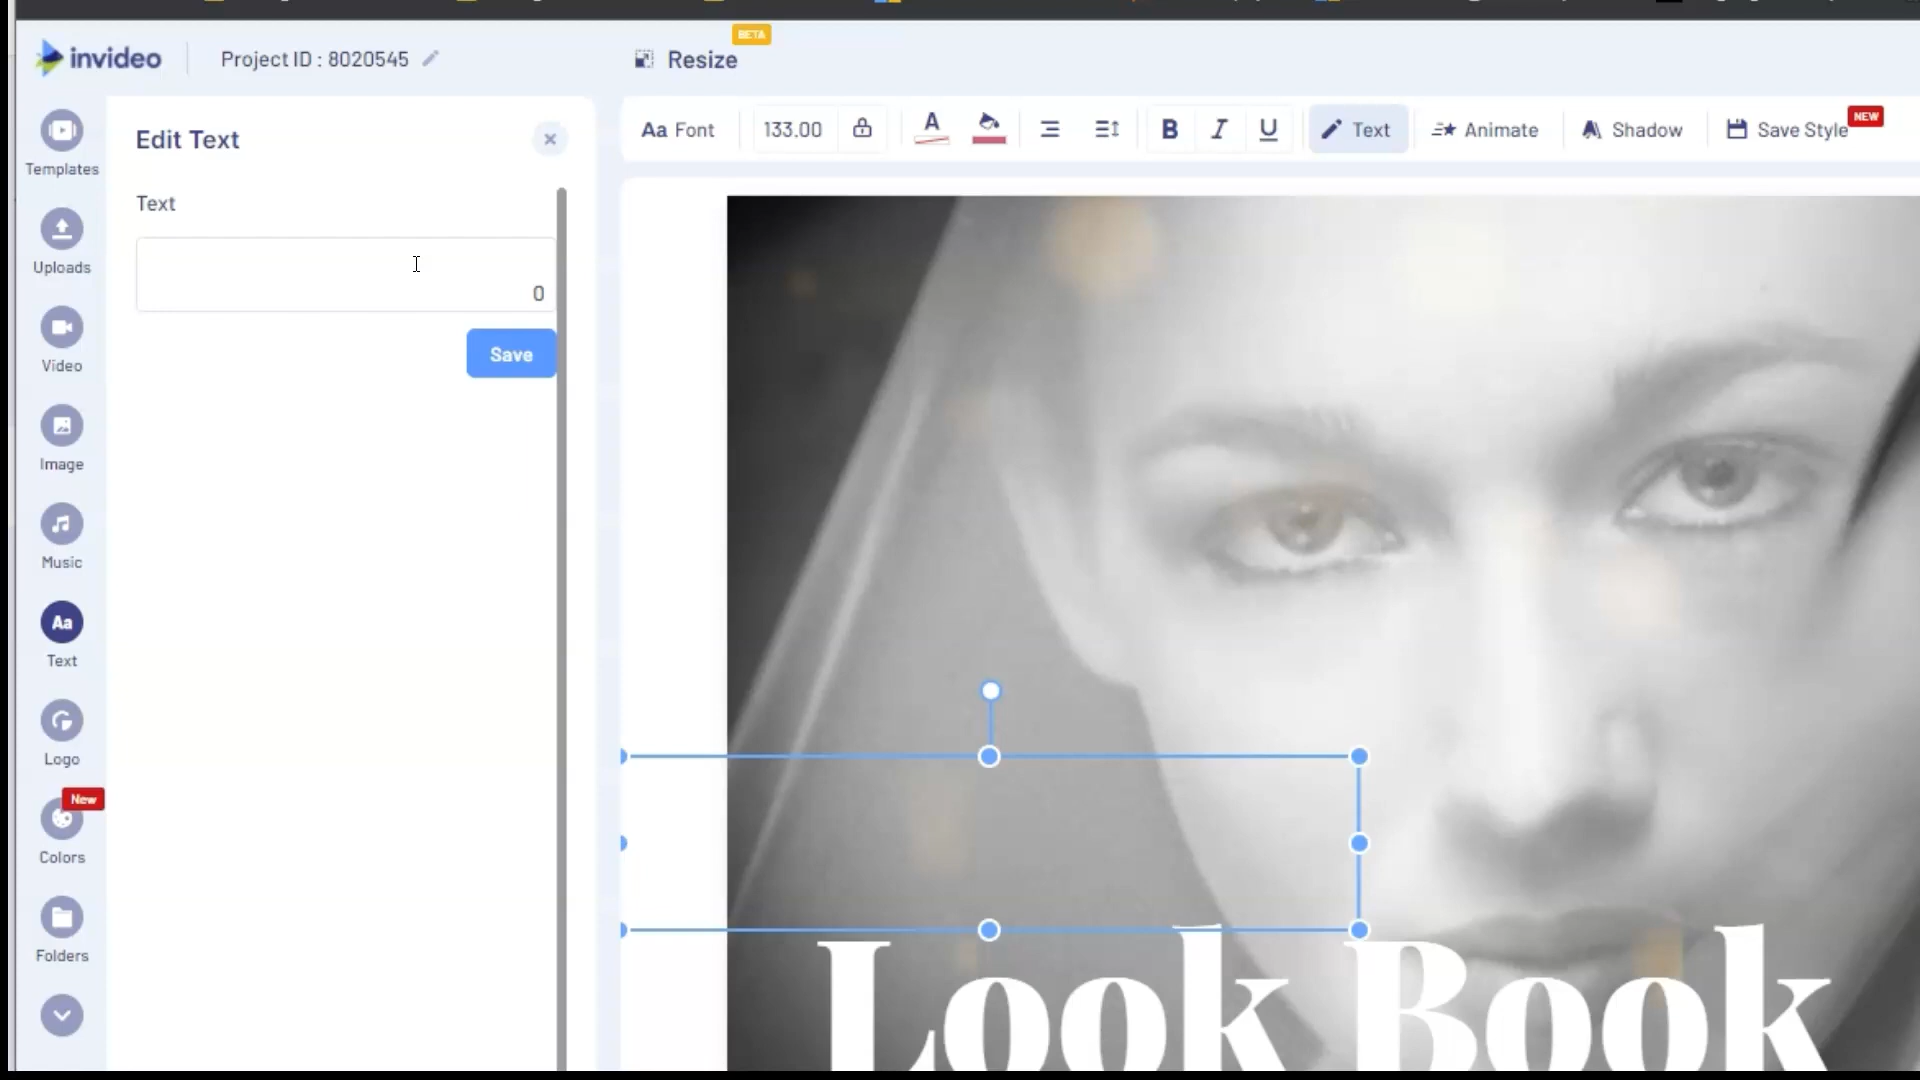 invideo
Project ID : 8020545
BETA
Resize
Aa Font
133.00
A
B
I
U
Text
Animate
Shadow
Save Style
NEW
Edit Text
Text
0
Save
Templates
Uploads
Video
Image
Music
Aa
Text
Logo
New
Colors
Folders
Look Book